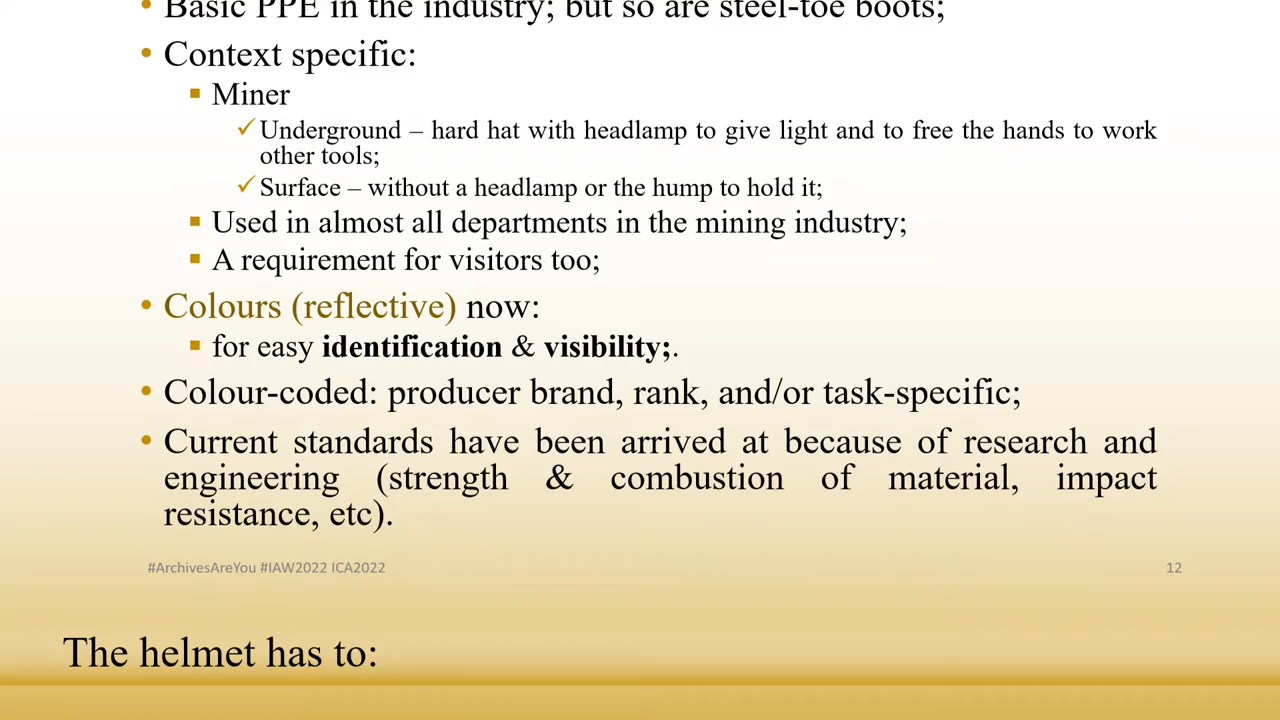 • Basic PPE in the industry; but so are steel-toe boots;
• Context specific:
▪ Miner
✓ Underground – hard hat with headlamp to give light and to free the hands to work
other tools;
✓ Surface – without a headlamp or the hump to hold it;
▪ Used in almost all departments in the mining industry;
▪ A requirement for visitors too;
• Colours (reflective) now:
▪ for easy identification & visibility;.
• Colour-coded: producer brand, rank, and/or task-specific;
• Current standards have been arrived at because of research and
engineering (strength & combustion of material, impact
resistance, etc).
#ArchivesAreYou #IAW2022 ICA2022
12
The helmet has to: